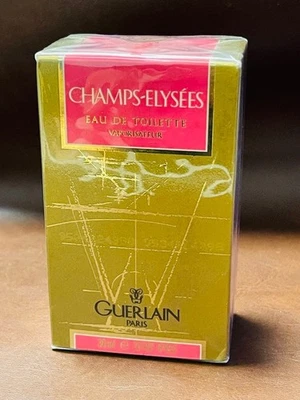 CHAMPS-ELYSÉES
EAU DE TOILETTE
VAPORISATEUR
GUERLAIN
PARIS